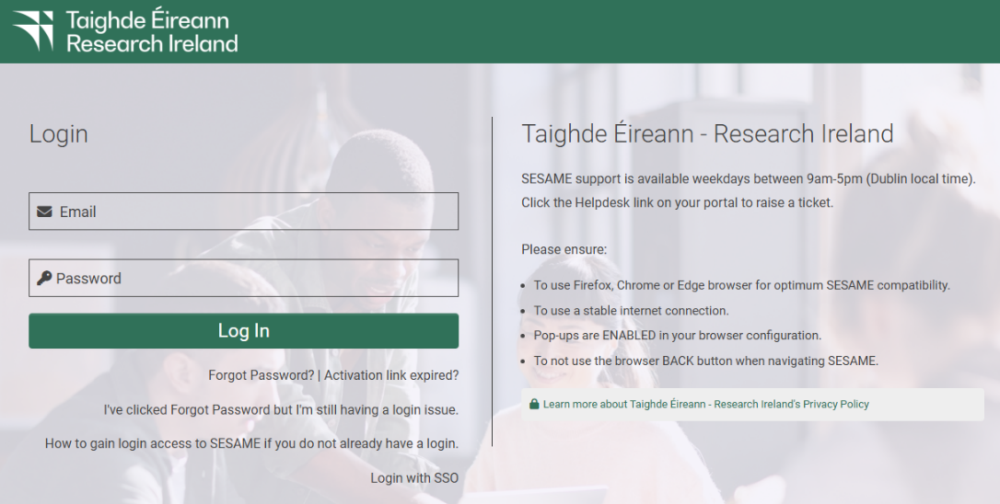 Taighde Éireann
Research Ireland
Login
Email
Password
Log In
Forgot Password? | Activation link expired?
I've clicked Forgot Password but I'm still having a login issue.
How to gain login access to SESAME if you do not already have a login.
Login with SSO
Taighde Éireann - Research Ireland
SESAME support is available weekdays between 9am-5pm (Dublin local time).
Click the Helpdesk link on your portal to raise a ticket.
Please ensure:
• To use Firefox, Chrome or Edge browser for optimum SESAME compatibility.
• To use a stable internet connection.
• Pop-ups are ENABLED in your browser configuration.
• To not use the browser BACK button when navigating SESAME.
Learn more about Taighde Éireann - Research Ireland's Privacy Policy